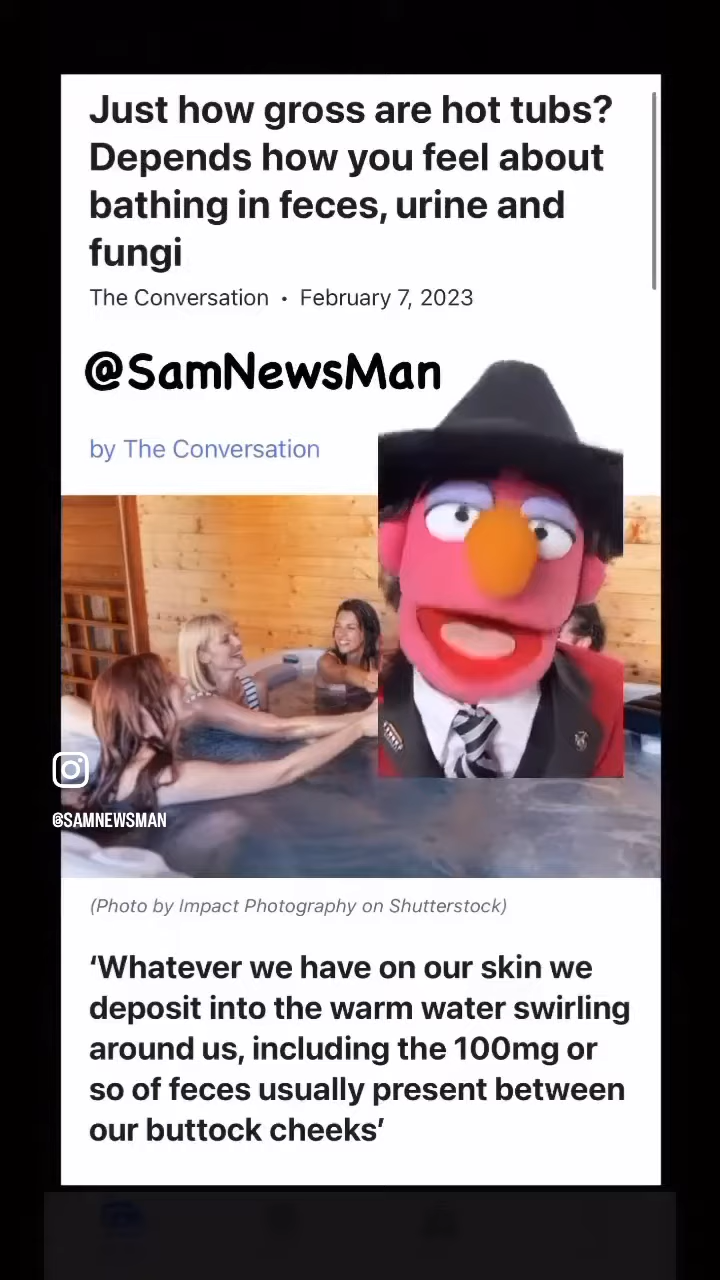 Just how gross are hot tubs?
Depends how you feel about
bathing in feces, urine and
fungi
The Conversation • February 7, 2023
@SamNewsMan
by The Conversation
@SAMNEWSMAN
(Photo by Impact Photography on Shutterstock)
‘Whatever we have on our skin we
deposit into the warm water swirling
around us, including the 100mg or
so of feces usually present between
our buttock cheeks’